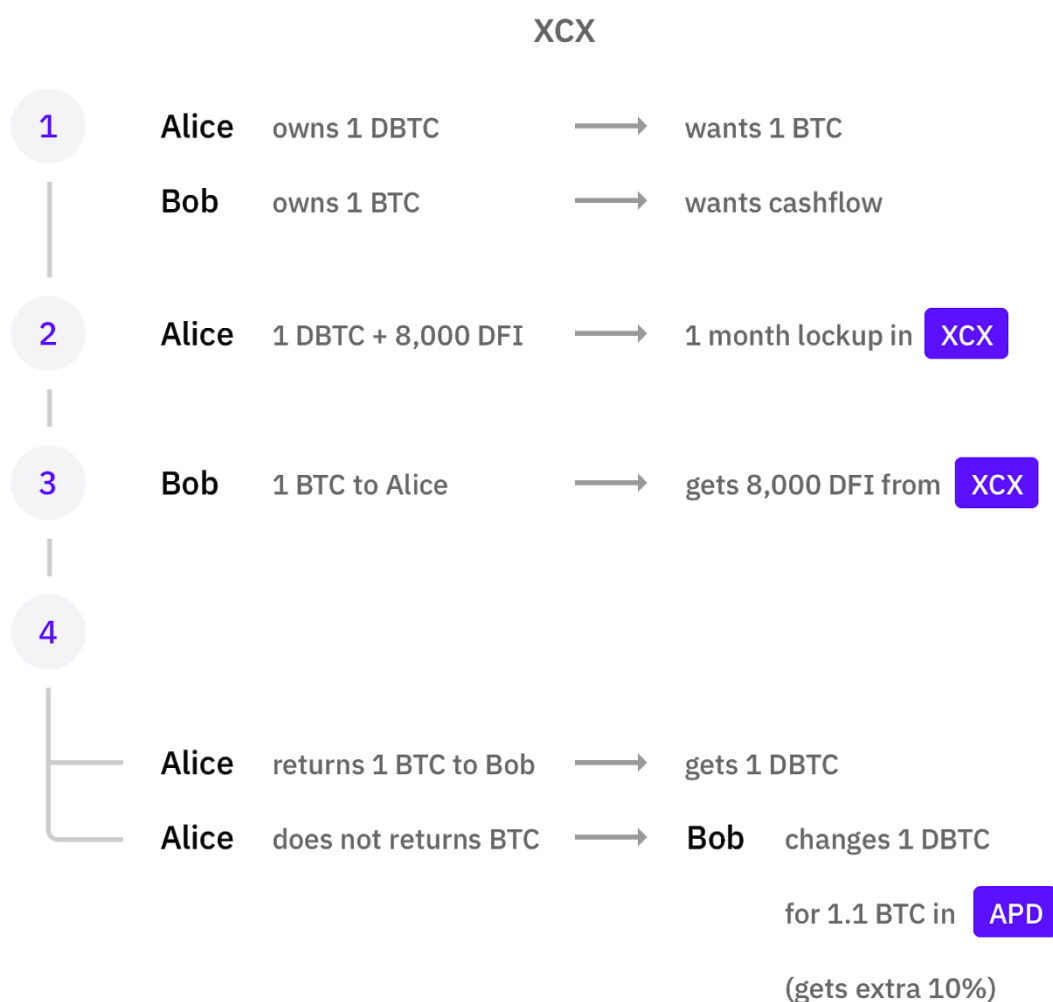 XCX
1 Alice owns 1 DBTC wants 1 BTC
Bob owns 1 BTC wants cashflow
2 Alice 1 DBTC + 8,000 DFI 1 month lockup in XCX
3 Bob 1 BTC to Alice gets 8,000 DFI from XCX
4
Alice returns 1 BTC to Bob gets 1 DBTC
Alice does not returns BTC Bob changes 1 DBTC
for 1.1 BTC in APD
(gets extra 10%)